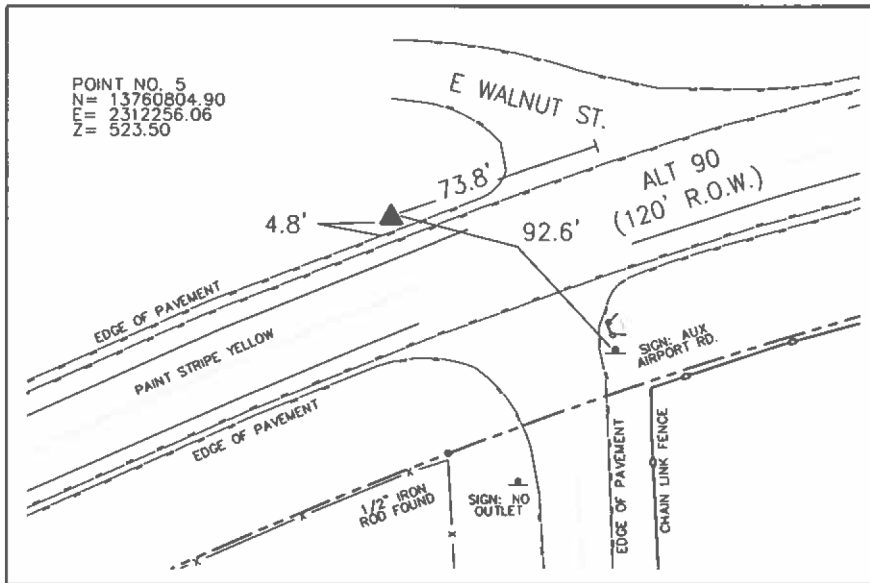 POINT NO. 5
N= 13760804.90
E= 2312256.06
Z= 523.50
E WALNUT ST.
73.8'
4.8'
92.6'
ALT 90
(120' R.O.W.)
EDGE OF PAVEMENT
PAINT STRIPE YELLOW
EDGE OF PAVEMENT
SIGN: AUX
AIRPORT RD.
1/2" IRON
ROD FOUND
SIGN: NO
OUTLET
EDGE OF PAVEMENT
CHAIN LINK FENCE